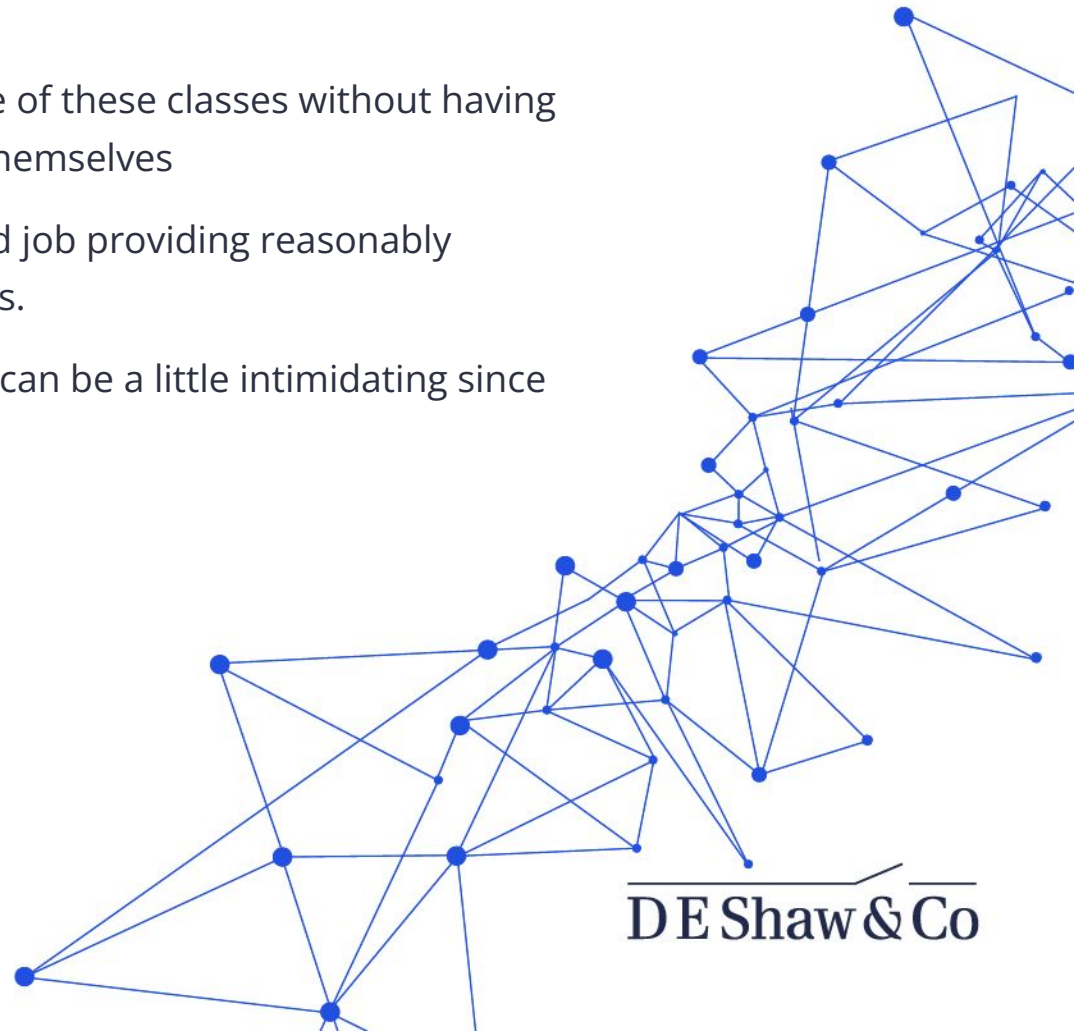 of these classes without having
hemselves
job providing reasonably
s.
can be a little intimidating since
D E Shaw & Co